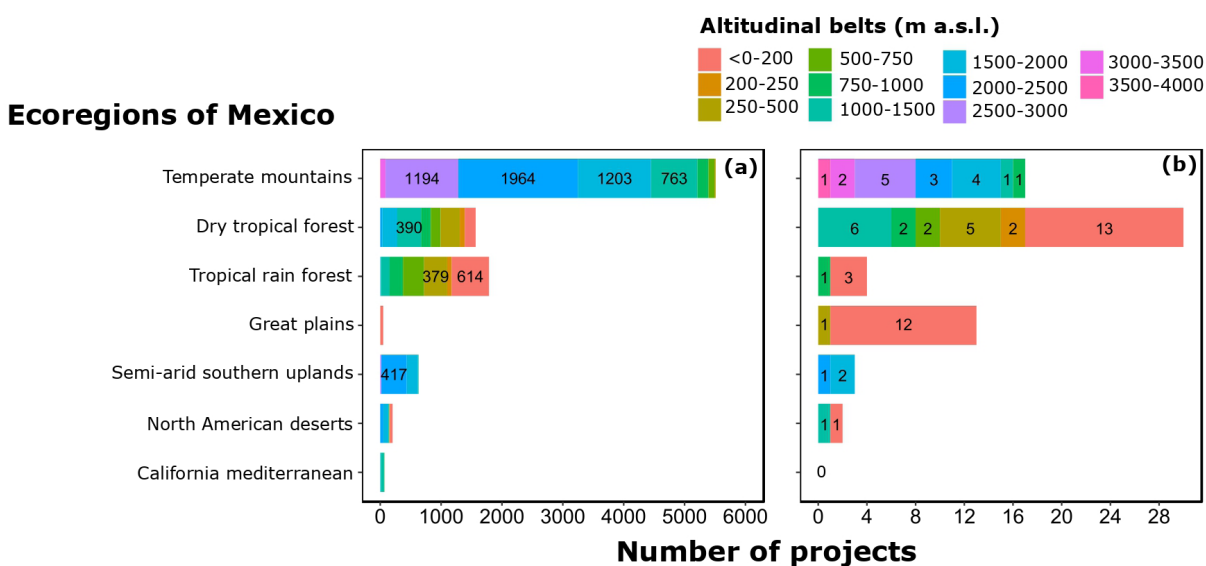 Altitudinal belts (m a.s.l.)
<0-200 500-750 1500-2000 3000-3500
200-250 750-1000 2000-2500 3500-4000
250-500 1000-1500 2500-3000
Ecoregions of Mexico
(a) (b)
Temperate mountains 1194 1964 1203 763 1 2 5 3 4 1 1
Dry tropical forest 390 6 2 2 5 2 13
Tropical rain forest 379 614 1 3
Great plains 1 12
Semi-arid southern uplands 417 1 2
North American deserts 1 1
California mediterranean 0
0 1000 2000 3000 4000 5000 6000 0 4 8 12 16 20 24 28
Number of projects